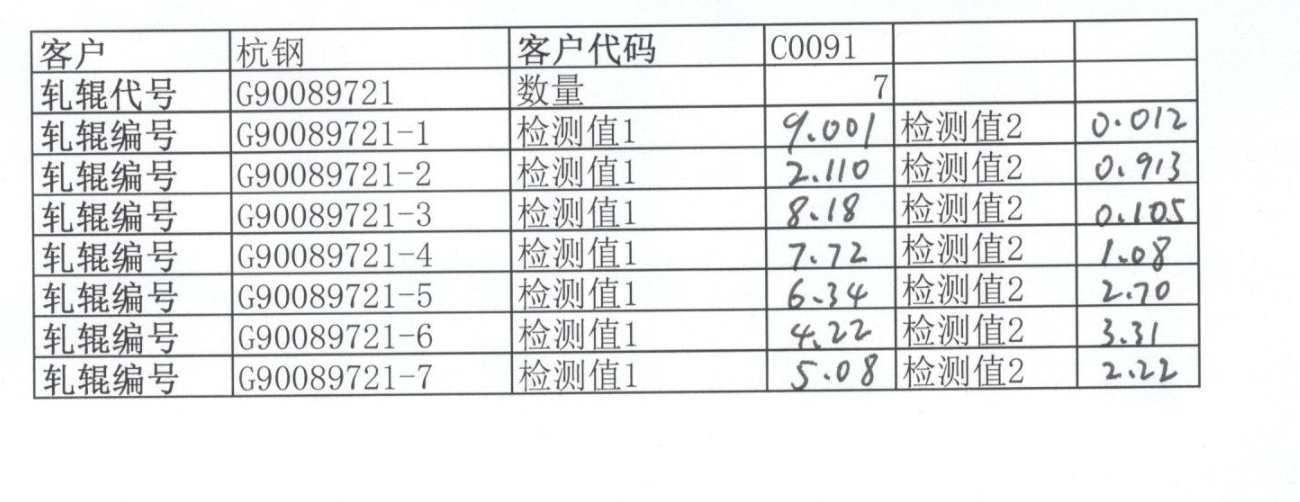 客户 杭钢 客户代码 C0091
轧辊代号 G90089721 数量 7
轧辊编号 G90089721-1 检测值1 9.001 检测值2 0.012
轧辊编号 G90089721-2 检测值1 2.110 检测值2 0.913
轧辊编号 G90089721-3 检测值1 8.18 检测值2 0.105
轧辊编号 G90089721-4 检测值1 7.72 检测值2 1.08
轧辊编号 G90089721-5 检测值1 6.34 检测值2 2.70
轧辊编号 G90089721-6 检测值1 4.22 检测值2 3.31
轧辊编号 G90089721-7 检测值1 5.08 检测值2 2.22